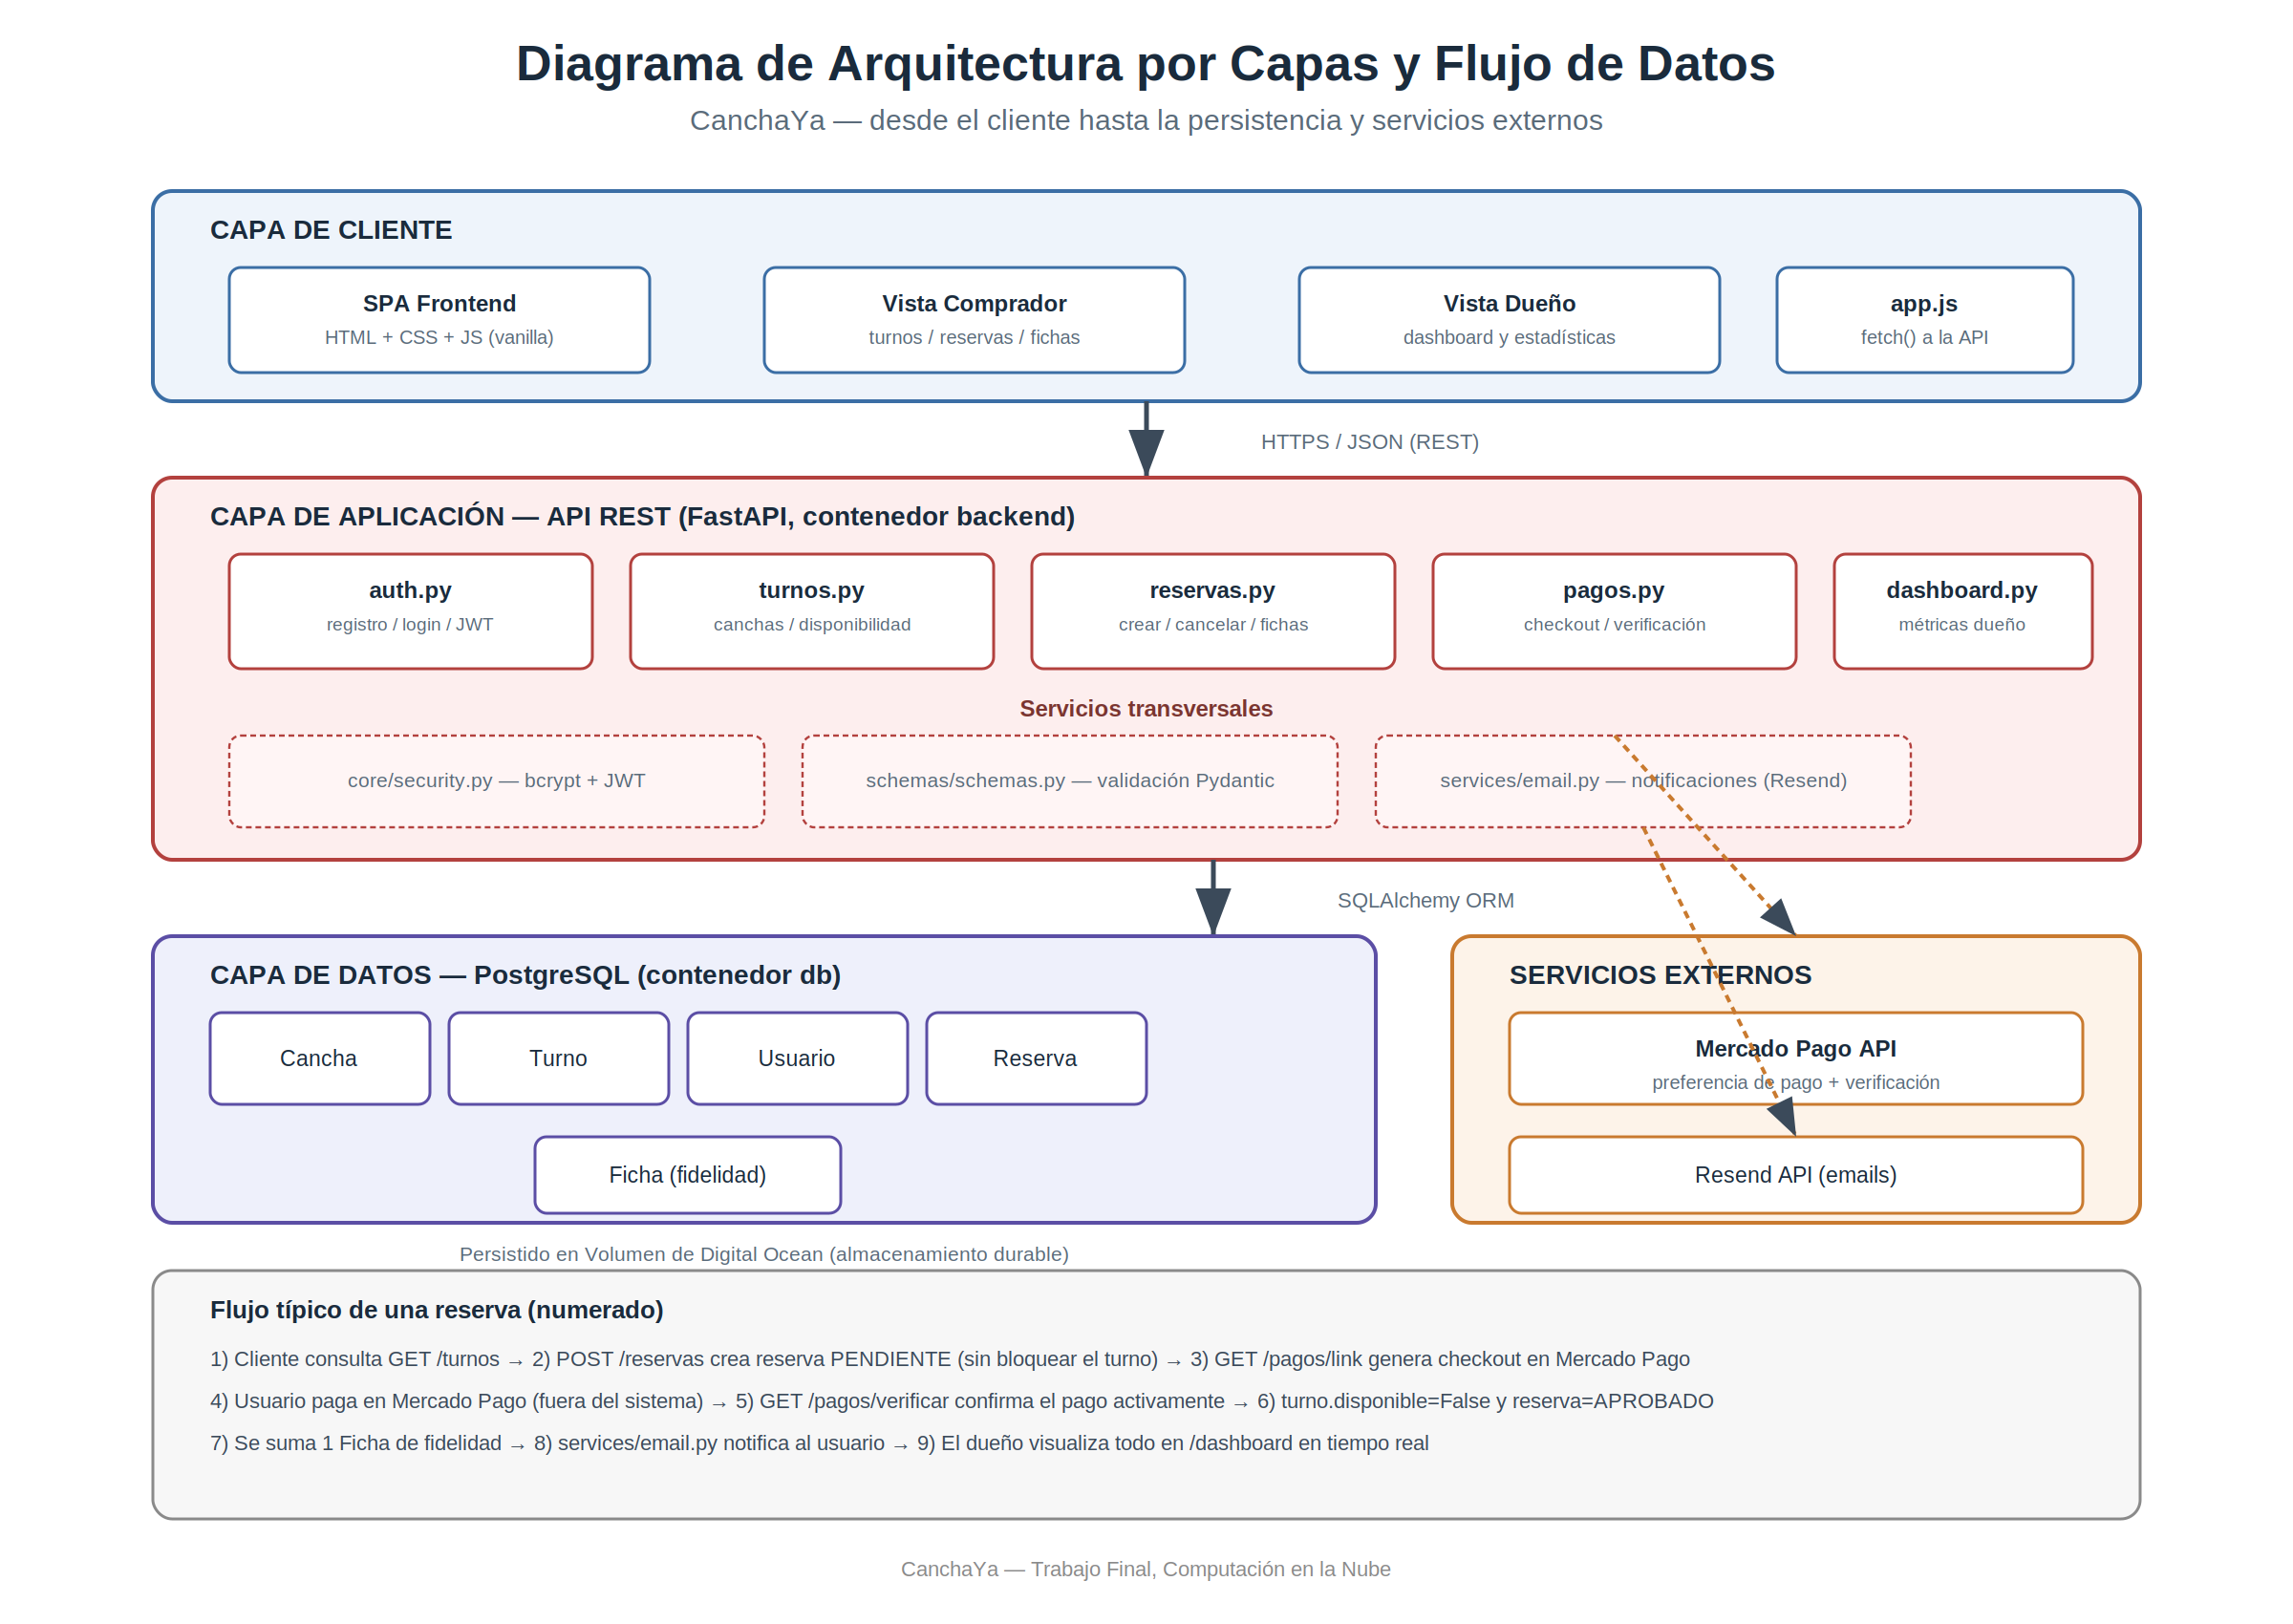 Diagrama de Arquitectura por Capas y Flujo de Datos
CanchaYa — desde el cliente hasta la persistencia y servicios externos
CAPA DE CLIENTE
SPA Frontend
HTML + CSS + JS (vanilla)
Vista Comprador
turnos / reservas / fichas
Vista Dueño
dashboard y estadísticas
app.js
fetch() a la API
HTTPS / JSON (REST)
CAPA DE APLICACIÓN — API REST (FastAPI, contenedor backend)
auth.py
registro / login / JWT
turnos.py
canchas / disponibilidad
reservas.py
crear / cancelar / fichas
pagos.py
checkout / verificación
dashboard.py
métricas dueño
Servicios transversales
core/security.py — bcrypt + JWT
schemas/schemas.py — validación Pydantic
services/email.py — notificaciones (Resend)
SQLAlchemy ORM
CAPA DE DATOS — PostgreSQL (contenedor db)
Cancha
Turno
Usuario
Reserva
Ficha (fidelidad)
SERVICIOS EXTERNOS
Mercado Pago API
preferencia de pago + verificación
Resend API (emails)
Persistido en Volumen de Digital Ocean (almacenamiento durable)
Flujo típico de una reserva (numerado)
1) Cliente consulta GET /turnos → 2) POST /reservas crea reserva PENDIENTE (sin bloquear el turno) → 3) GET /pagos/link genera checkout en Mercado Pago
4) Usuario paga en Mercado Pago (fuera del sistema) → 5) GET /pagos/verificar confirma el pago activamente → 6) turno.disponible=False y reserva=APROBADO
7) Se suma 1 Ficha de fidelidad → 8) services/email.py notifica al usuario → 9) El dueño visualiza todo en /dashboard en tiempo real
CanchaYa — Trabajo Final, Computación en la Nube